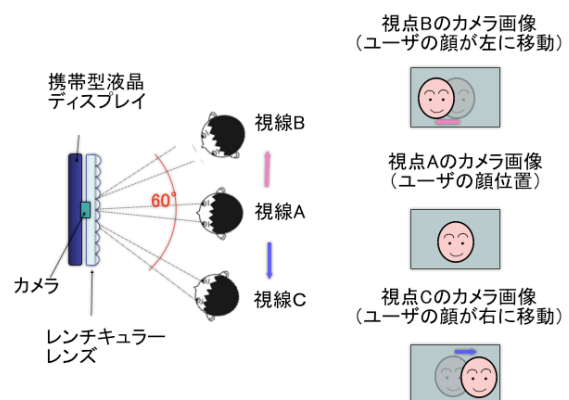 視点Bのカメラ画像
(ユーザの顔が左に移動)
携帯型液晶
ディスプレイ
視線B
視点Aのカメラ画像
(ユーザの顔位置)
60°
視線A
カメラ
視線C
視点Cのカメラ画像
(ユーザの顔が右に移動)
レンチキュラー
レンズ